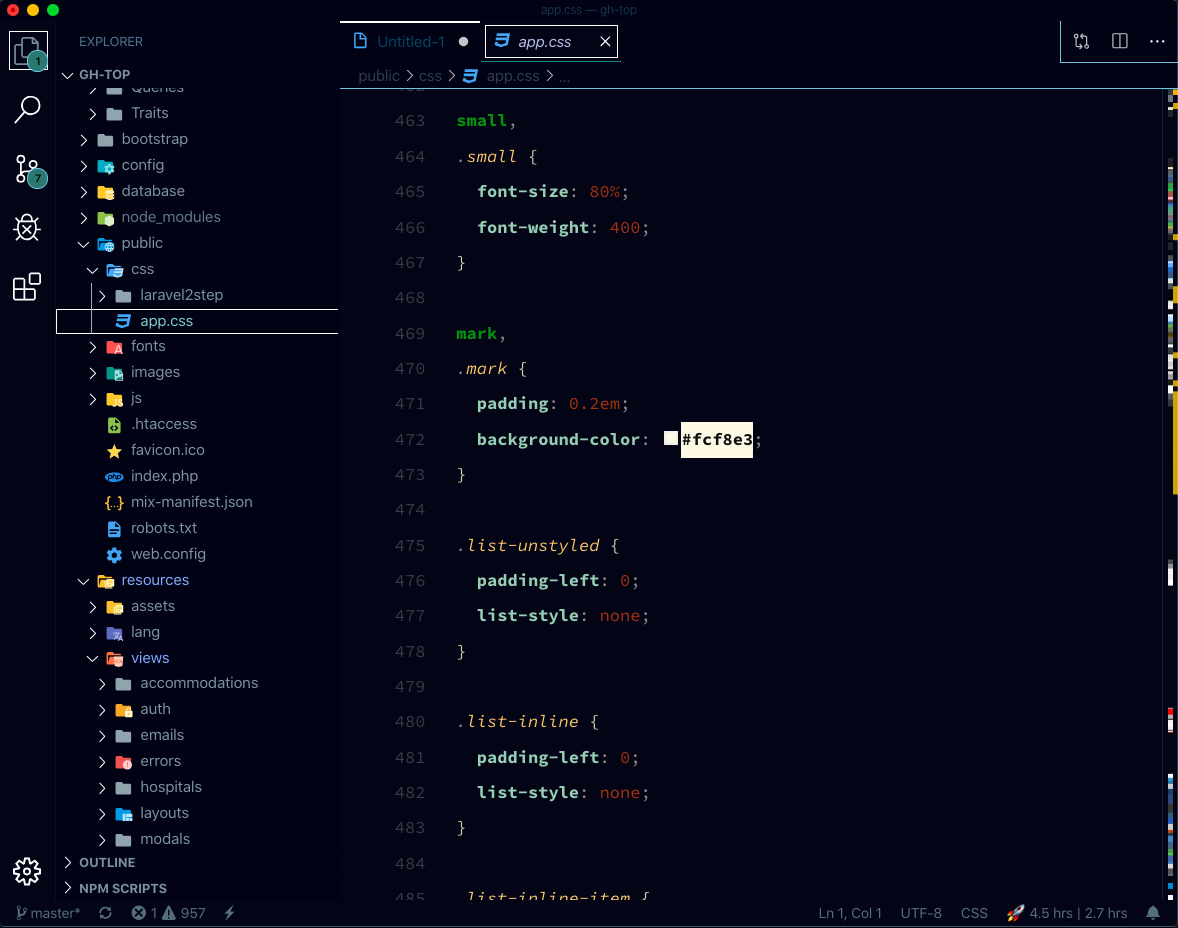 app.css — gh-top
EXPLORER
GH-TOP
Queries
Traits
bootstrap
config
database
node_modules
public
css
laravel2step
app.css
fonts
images
js
.htaccess
favicon.ico
index.php
mix-manifest.json
robots.txt
web.config
resources
assets
lang
views
accommodations
auth
emails
errors
hospitals
layouts
modals
OUTLINE
NPM SCRIPTS
1
7
Untitled-1
app.css
public > css > app.css > ...
462
463 small,
464 .small {
465 font-size: 80%;
466 font-weight: 400;
467 }
468
469 mark,
470 .mark {
471 padding: 0.2em;
472 background-color: #fcf8e3;
473 }
474
475 .list-unstyled {
476 padding-left: 0;
477 list-style: none;
478 }
479
480 .list-inline {
481 padding-left: 0;
482 list-style: none;
483 }
484
485 .list-inline-item {
master* 1 957 Ln 1, Col 1 UTF-8 CSS 🚀 4.5 hrs | 2.7 hrs